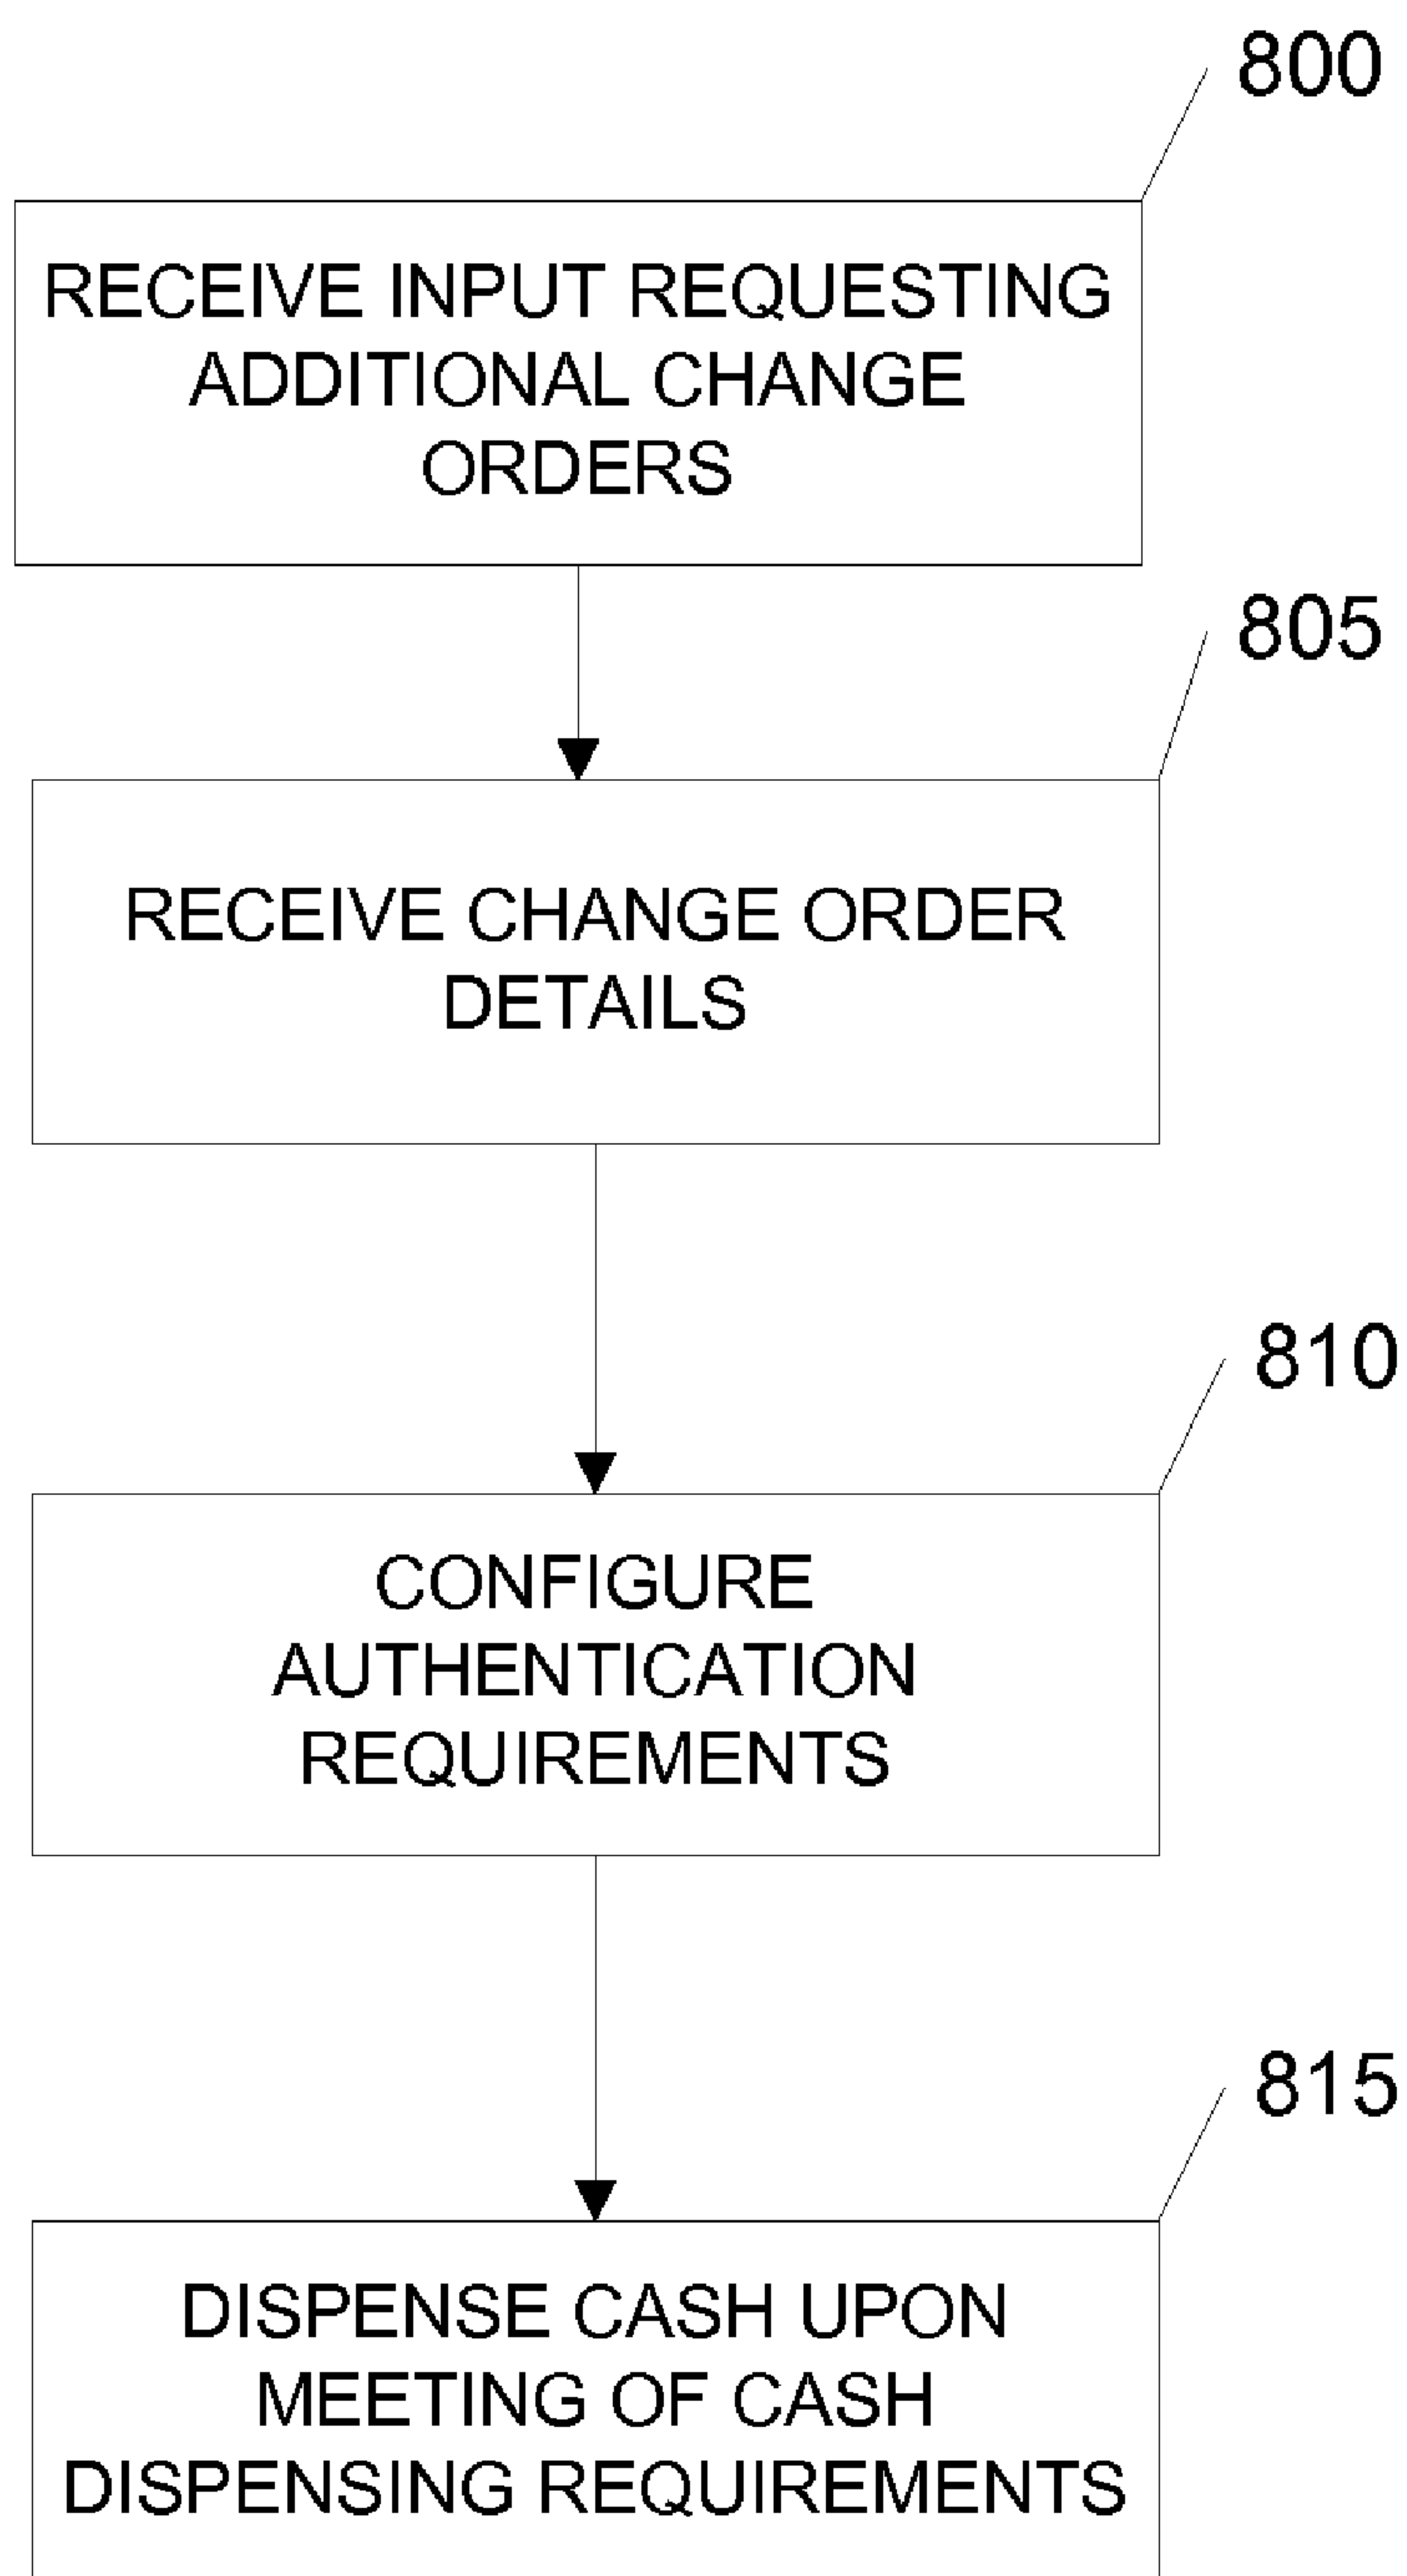 800
RECEIVE INPUT REQUESTING
ADDITIONAL CHANGE
ORDERS
805
RECEIVE CHANGE ORDER
DETAILS
810
CONFIGURE
AUTHENTICATION
REQUIREMENTS
815
DISPENSE CASH UPON
MEETING OF CASH
DISPENSING REQUIREMENTS